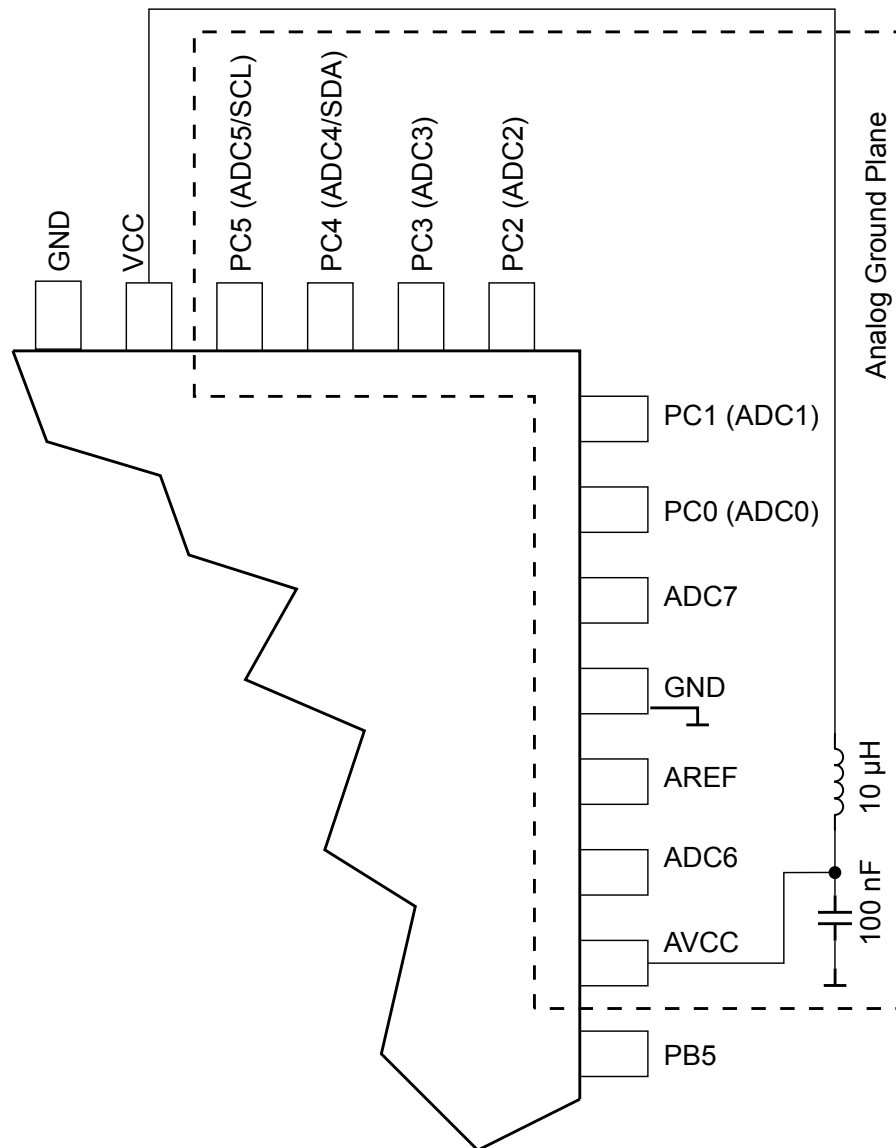 GND
VCC
PC5 (ADC5/SCL)
PC4 (ADC4/SDA)
PC3 (ADC3)
PC2 (ADC2)
Analog Ground Plane
PC1 (ADC1)
PC0 (ADC0)
ADC7
GND
AREF
10 µH
ADC6
100 nF
AVCC
PB5